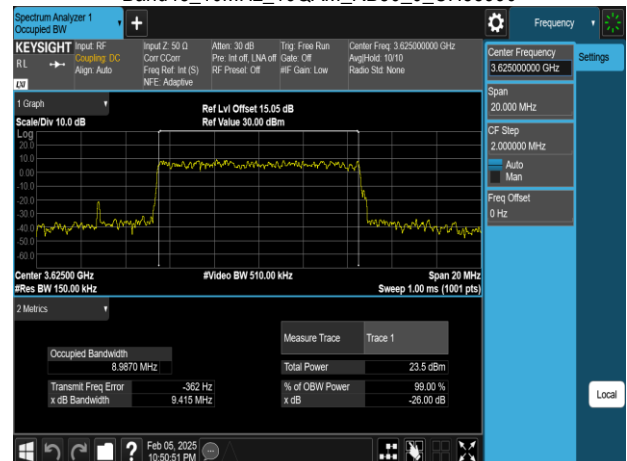 Spectrum Analyzer 1
Occupied BW
Frequency
KEYSIGHT
RL
LXI
Input: RF
Coupling: DC
Align: Auto
Input Z: 50 Ω
Corr CCorr
Freq Ref: Int (S)
NFE: Adaptive
Atten: 30 dB
Pre: Int off, LNA off
RF Preset: Off
Trig: Free Run
Gate: Off
#IF Gain: Low
Center Freq: 3.625000000 GHz
Avg|Hold: 10/10
Radio Std: None
Center Frequency
3.625000000 GHz
Settings
Span
20.000 MHz
CF Step
2.000000 MHz
Auto
Man
Freq Offset
0 Hz
Local
1 Graph
Scale/Div 10.0 dB
Ref Lvl Offset 15.05 dB
Ref Value 30.00 dBm
Log
20.0
10.0
0.00
-10.0
-20.0
-30.0
-40.0
-50.0
-60.0
Center 3.62500 GHz
#Video BW 510.00 kHz
Span 20 MHz
#Res BW 150.00 kHz
Sweep 1.00 ms (1001 pts)
2 Metrics
Measure Trace Trace 1
Occupied Bandwidth
8.9870 MHz
Total Power 23.5 dBm
Transmit Freq Error -362 Hz
% of OBW Power 99.00 %
x dB Bandwidth 9.415 MHz
x dB -26.00 dB
Feb 05, 2025
10:50:51 PM